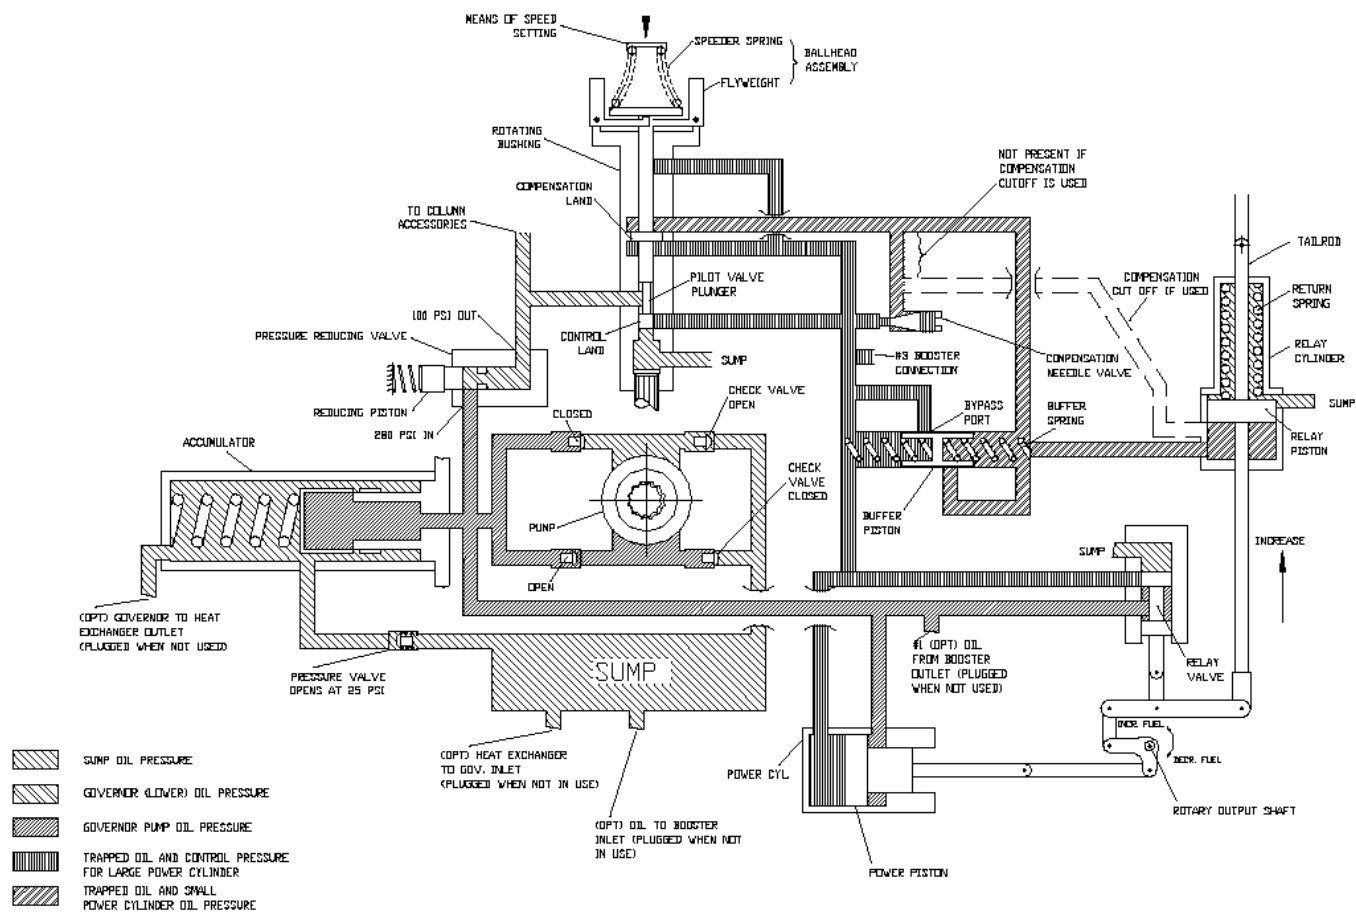 MEANS OF SPEED
SETTING
SPEEDER SPRING
BALLHEAD
ASSEMBLY
FLYWEIGHT
ROTATING
BUSHING
NOT PRESENT IF
COMPENSATION
CUTOFF IS USED
COMPENSATION
LAND
TO COLUMN
ACCESSORIES
TAILROD
PILOT VALVE
PLUNGER
COMPENSATION
CUT OFF IF USED
RETURN
SPRING
100 PSI OUT
PRESSURE REDUCING VALVE
CONTROL
LAND
SUMP
#3 BOOSTER
CONNECTION
CONPENSATION
NEEEDLE VALVE
RELAY
CYLINDER
REDUCING PISTON
280 PSI IN
CLOSED
CHECK VALVE
OPEN
BYPASS
PORT
BUFFER
SPRING
SUMP
RELAY
PISTON
ACCUMULATOR
CHECK
VALVE
CLOSED
PUMP
BUFFER
PISTON
OPEN
SUMP
INCREASE
(OPT) GOVERNOR TO HEAT
EXCHANGER OUTLET
(PLUGGED WHEN NOT USED)
PRESSURE VALVE
OPENS AT 25 PSI
SUMP
#1 (OPT) OIL
FROM BOOSTER
OUTLET (PLUGGED
WHEN NOT USED)
RELAY
VALVE
INCR. FUEL
DECR. FUEL
(OPT) HEAT EXCHANGER
TO GOV. INLET
(PLUGGED WHEN NOT IN USE)
POWER CYL
ROTARY OUTPUT SHAFT
(OPT) OIL TO BOOSTER
INLET (PLUGGED WHEN NOT
IN USE)
POWER PISTON
SUMP OIL PRESSURE
GOVERNOR (LOWER) OIL PRESSURE
GOVERNOR PUMP OIL PRESSURE
TRAPPED OIL AND CONTROL PRESSURE
FOR LARGE POWER CYLINDER
TRAPPED OIL AND SMALL
POWER CYLINDER OIL PRESSURE